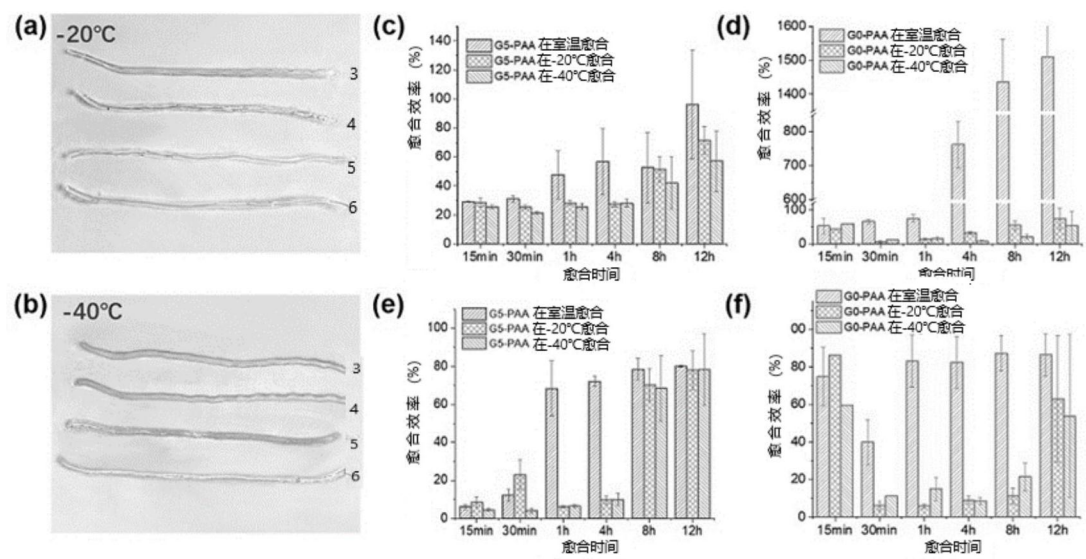 (a)
-20℃
3
4
5
6
(b)
-40℃
3
4
5
6
(c)
G5-PAA 在室温愈合
G5-PAA 在-20℃愈合
G5-PAA 在-40℃愈合
愈合效率 (%)
140
120
100
80
60
40
20
0
15min 30min 1h 4h 8h 12h
愈合时间
(d)
G0-PAA 在室温愈合
G0-PAA 在-20℃愈合
G0-PAA 在-40℃愈合
愈合效率 (%)
1600
1500
1400
800
700
600
100
0
15min 30min 1h 4h 8h 12h
愈合时间
(e)
G5-PAA 在室温愈合
G5-PAA 在-20℃愈合
G5-PAA 在-40℃愈合
愈合效率 (%)
100
80
60
40
20
0
15min 30min 1h 4h 8h 12h
愈合时间
(f)
G0-PAA 在室温愈合
G0-PAA 在-20℃愈合
G0-PAA 在-40℃愈合
愈合效率 (%)
00
80
60
40
20
0
15min 30min 1h 4h 8h 12h
愈合时间